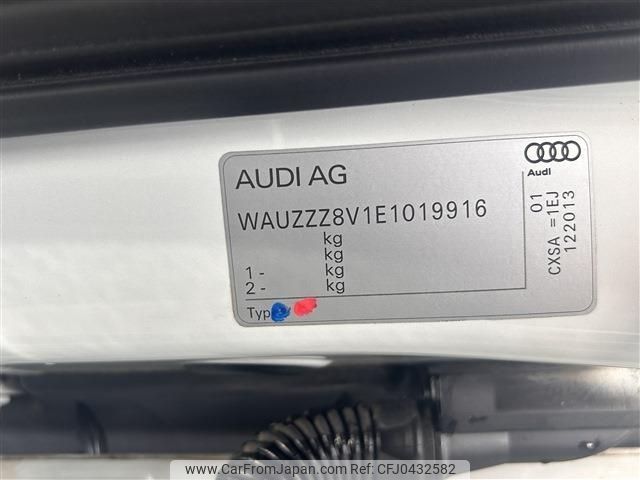 AUDI AG
Audi
WAUZZZ8V1E1019916
kg
kg
1 - kg
2 - kg
Typ
01
CXSA =1EJ
122013
www.CarFromJapan.com CFJ0432582